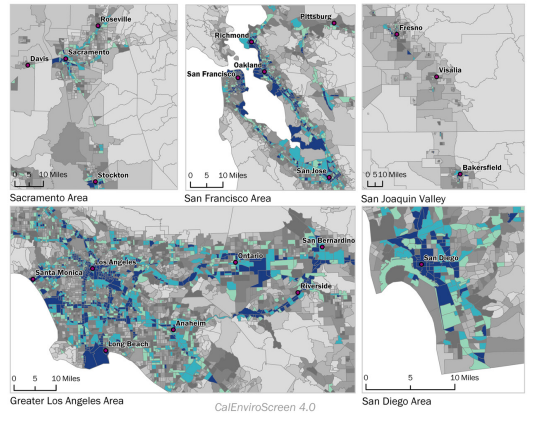 Roseville
Davis
Sacramento
Stockton
0 5 10 Miles
Sacramento Area
Pittsburg
Richmond
Oakland
San Francisco
San Jose
0 5 10 Miles
San Francisco Area
Fresno
Visalia
Bakersfield
0 5 10 Miles
San Joaquin Valley
San Bernardino
Los Angeles
Ontario
Santa Monica
Riverside
Anaheim
Long Beach
0 5 10 Miles
Greater Los Angeles Area
San Diego
0 5 10 Miles
San Diego Area
CalEnviroScreen 4.0